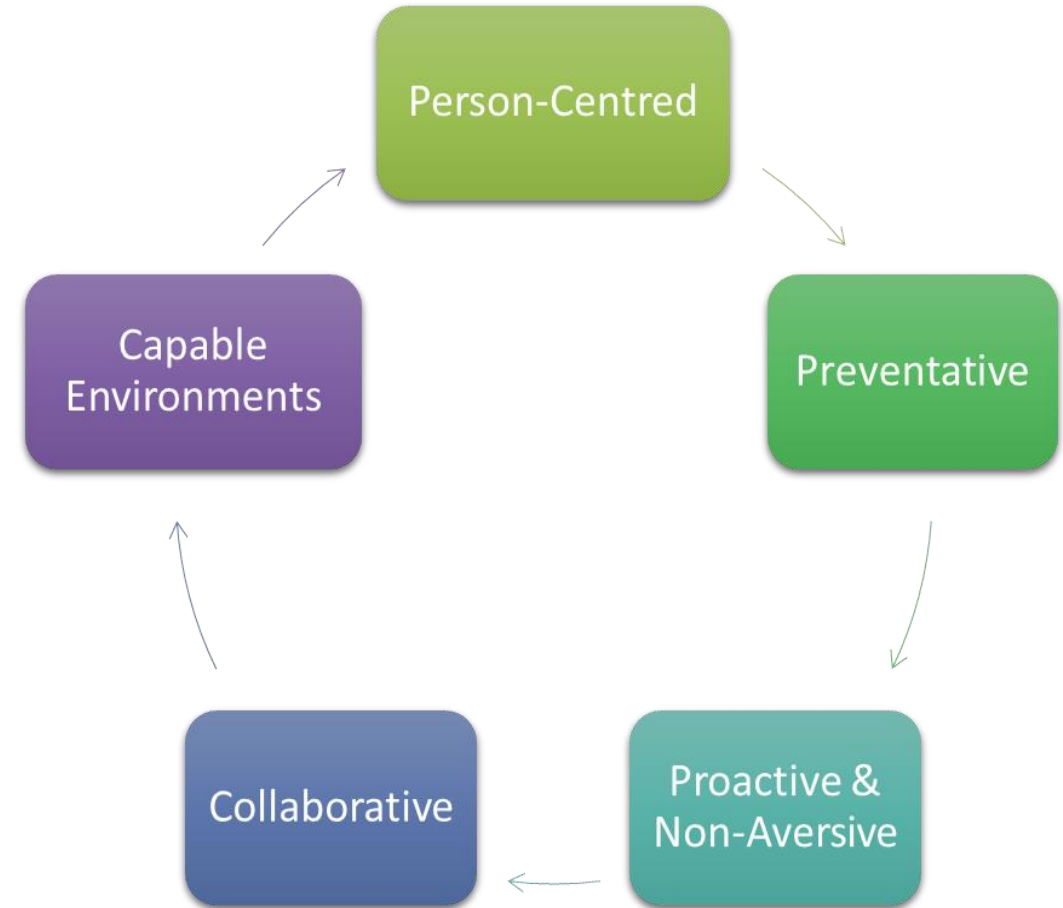 Person-Centred
Preventative
Proactive &
Non-Aversive
Collaborative
Capable
Environments